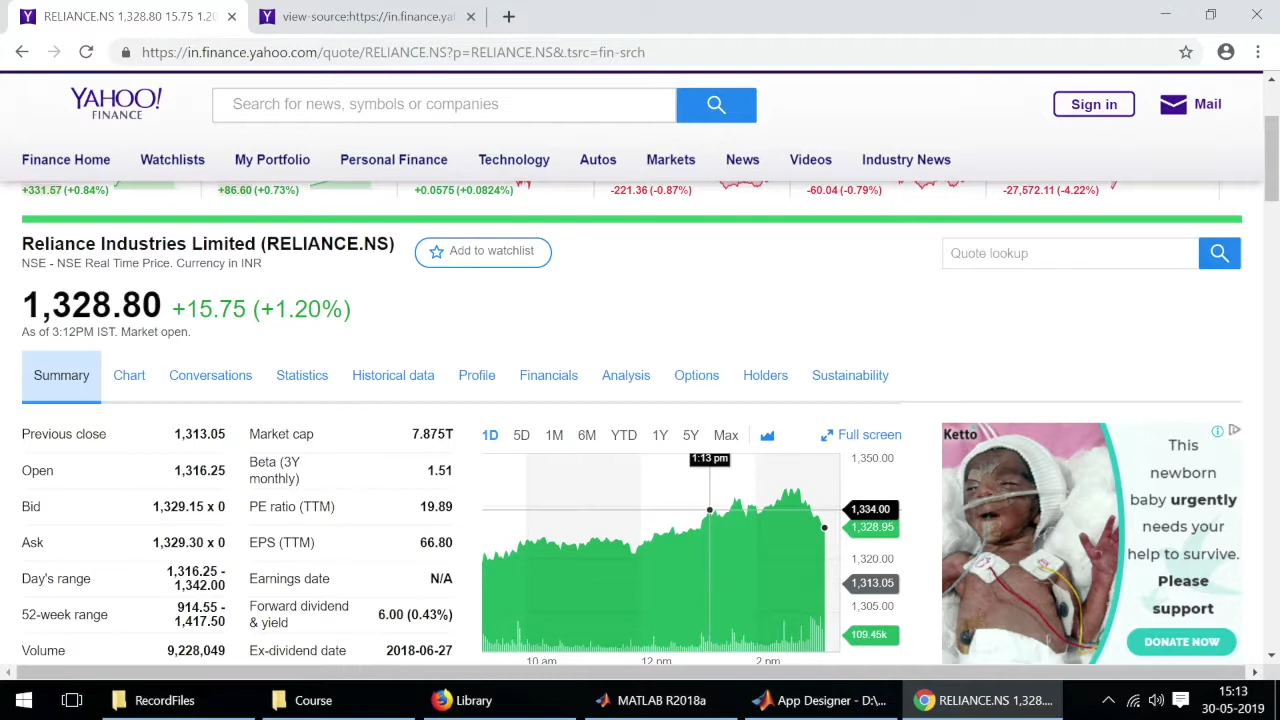 RELIANCE.NS 1,328.80 15.75 1.20
view-source:https://in.finance.ya
https://in.finance.yahoo.com/quote/RELIANCE.NS?p=RELIANCE.NS&.tsrc=fin-srch
YAHOO!
FINANCE
Search for news, symbols or companies
Sign in
Mail
Finance Home
Watchlists
My Portfolio
Personal Finance
Technology
Autos
Markets
News
Videos
Industry News
+331.57 (+0.84%)
+86.60 (+0.73%)
+0.0575 (+0.0824%)
-221.36 (-0.87%)
-60.04 (-0.79%)
-27,572.11 (-4.22%)
Reliance Industries Limited (RELIANCE.NS)
NSE - NSE Real Time Price. Currency in INR
Add to watchlist
Quote lookup
1,328.80 +15.75 (+1.20%)
As of 3:12PM IST. Market open.
Summary
Chart
Conversations
Statistics
Historical data
Profile
Financials
Analysis
Options
Holders
Sustainability
Previous close 1,313.05
Open 1,316.25
Bid 1,329.15 x 0
Ask 1,329.30 x 0
Day's range 1,316.25 -
1,342.00
52-week range 914.55 -
1,417.50
Volume 9,228,049
Market cap 7.875T
Beta (3Y
monthly) 1.51
PE ratio (TTM) 19.89
EPS (TTM) 66.80
Earnings date N/A
Forward dividend
& yield 6.00 (0.43%)
Ex-dividend date 2018-06-27
1D 5D 1M 6M YTD 1Y 5Y Max
Full screen
1:13 pm
1,350.00
1,334.00
1,328.95
1,320.00
1,313.05
1,305.00
109.45k
10 am
12 pm
2 pm
Ketto
This
newborn
baby urgently
needs your
help to survive.
Please
support
DONATE NOW
RecordFiles
Course
Library
MATLAB R2018a
App Designer - D:\...
RELIANCE.NS 1,328....
15:13
30-05-2019